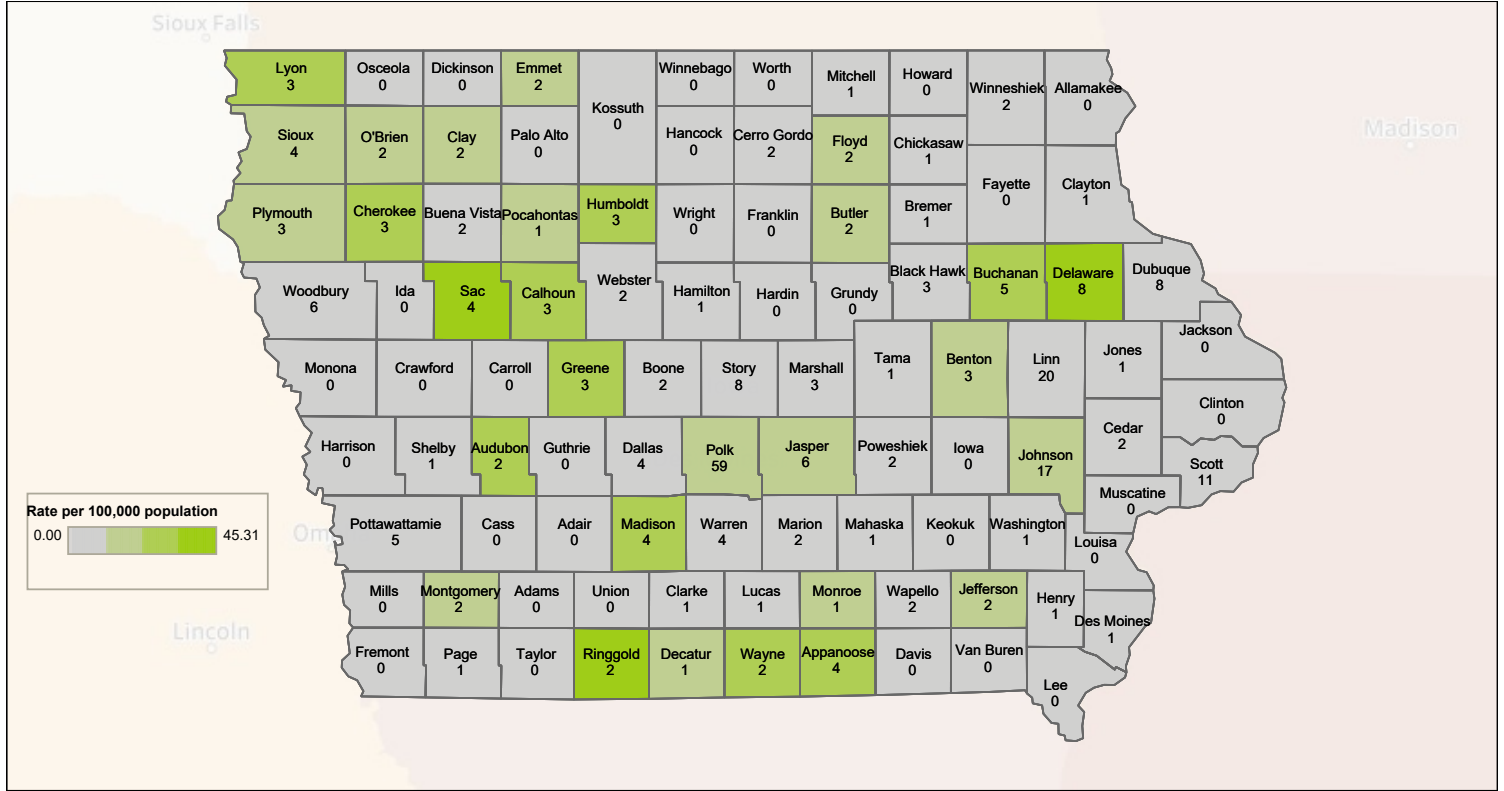 Sioux Falls
Madison
Lyon
3
Osceola
0
Dickinson
0
Emmet
2
Kossuth
0
Winnebago
0
Worth
0
Mitchell
1
Howard
0
Winneshiek
2
Allamakee
0
Sioux
4
O'Brien
2
Clay
2
Palo Alto
0
Hancock
0
Cerro Gordo
2
Floyd
2
Chickasaw
1
Fayette
0
Clayton
1
Plymouth
3
Cherokee
3
Buena Vista
2
Pocahontas
1
Humboldt
3
Wright
0
Franklin
0
Butler
2
Bremer
1
Woodbury
6
Ida
0
Sac
4
Calhoun
3
Webster
2
Hamilton
1
Hardin
0
Grundy
0
Black Hawk
3
Buchanan
5
Delaware
8
Dubuque
8
Jackson
0
Monona
0
Crawford
0
Carroll
0
Greene
3
Boone
2
Story
8
Marshall
3
Tama
1
Benton
3
Linn
20
Jones
1
Clinton
0
Harrison
0
Shelby
1
Audubon
2
Guthrie
0
Dallas
4
Polk
59
Jasper
6
Poweshiek
2
Iowa
0
Johnson
17
Cedar
2
Scott
11
Muscatine
0
Rate per 100,000 population
0.00
45.31
Om
Pottawattamie
5
Cass
0
Adair
0
Madison
4
Warren
4
Marion
2
Mahaska
1
Keokuk
0
Washington
1
Louisa
0
Mills
0
Montgomery
2
Adams
0
Union
0
Clarke
1
Lucas
1
Monroe
1
Wapello
2
Jefferson
2
Henry
1
Des Moines
1
Lincoln
Fremont
0
Page
1
Taylor
0
Ringgold
2
Decatur
1
Wayne
2
Appanoose
4
Davis
0
Van Buren
0
Lee
0